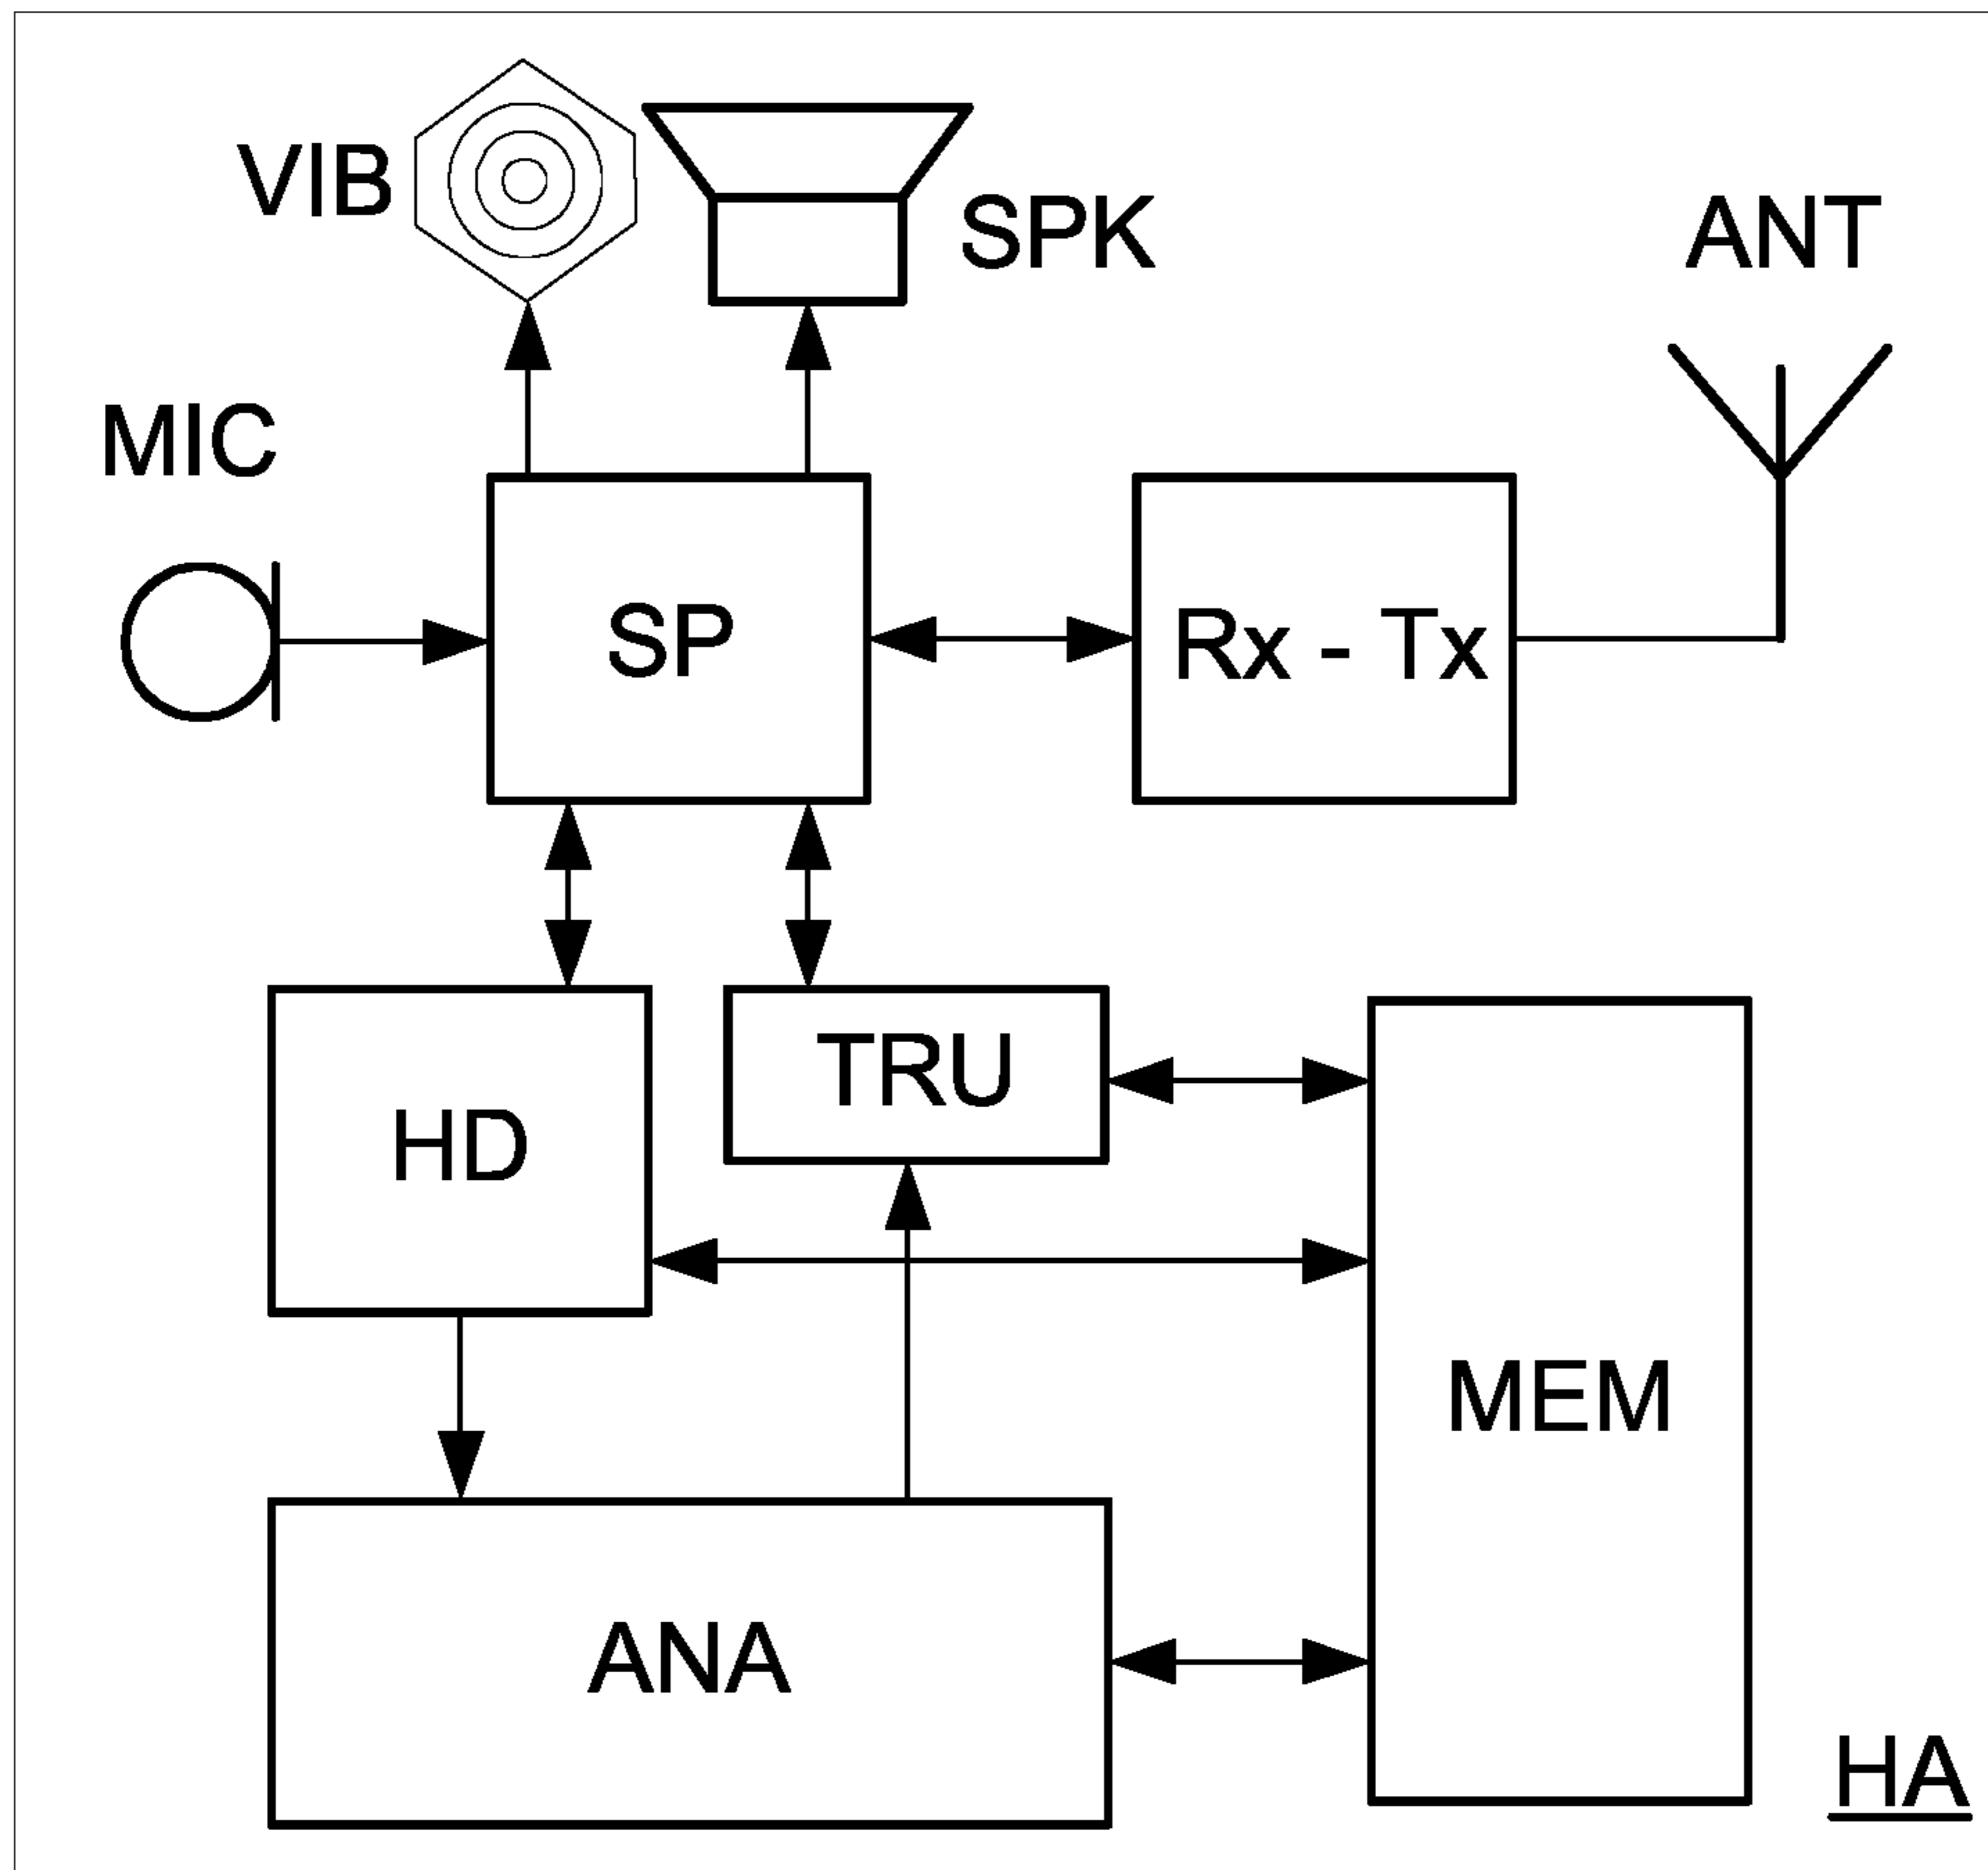 VIB
SPK
ANT
MIC
SP
Rx - Tx
TRU
HD
MEM
ANA
HA